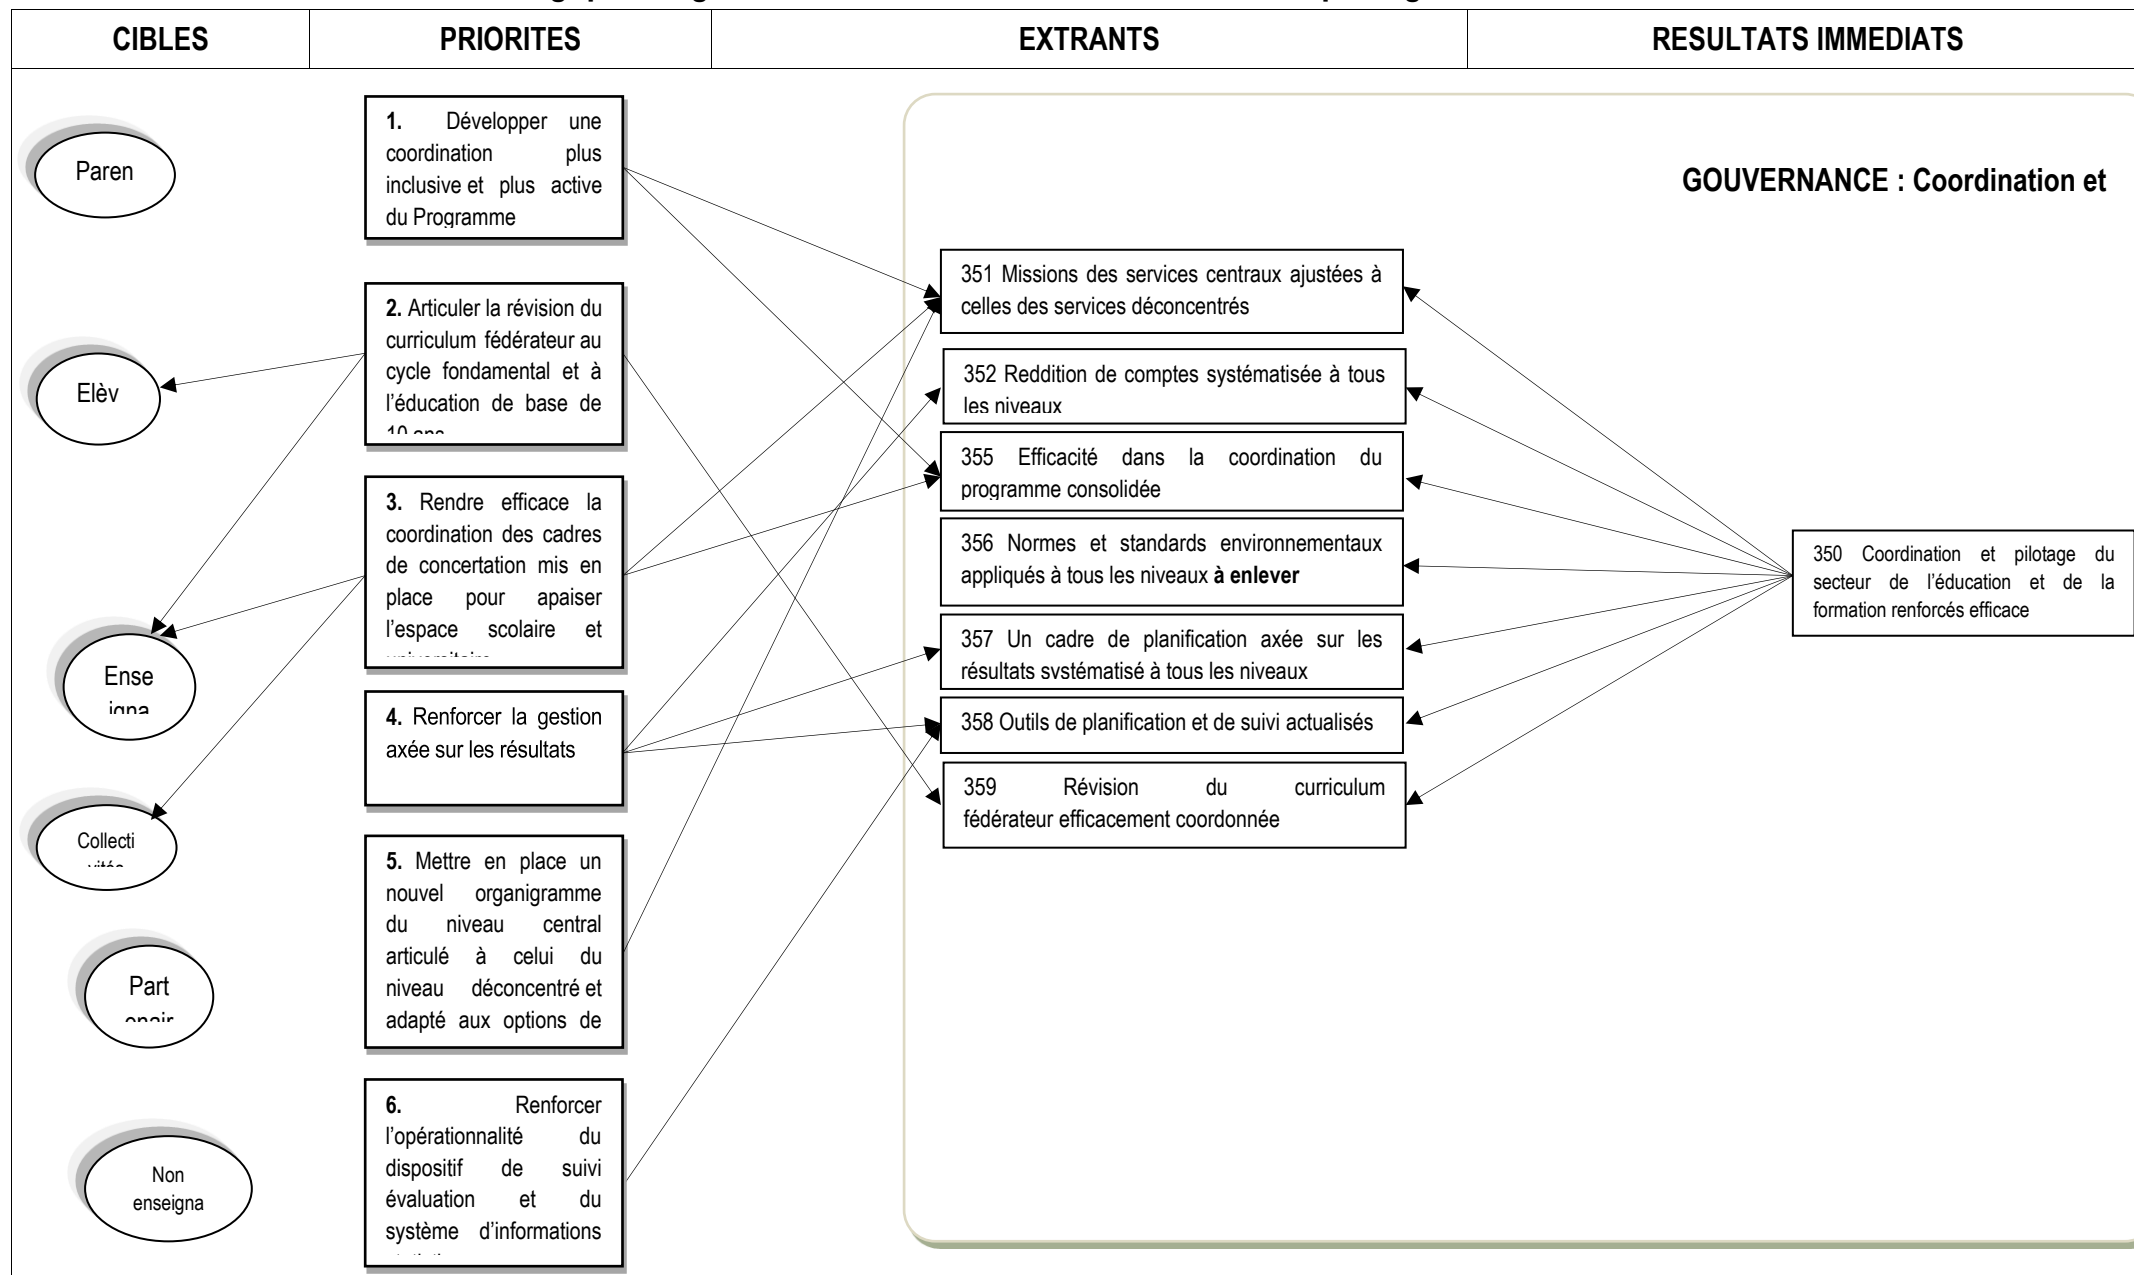 CIBLES
PRIORITES
EXTRANTS
RESULTATS IMMEDIATS
Paren
Elèv
Ense
igna
Collecti
vités
Part
enair
Non
enseigna
1. Développer une
coordination plus
inclusive et plus active
du Programme
2. Articuler la révision du
curriculum fédérateur au
cycle fondamental et à
l’éducation de base de
10 ans
3. Rendre efficace la
coordination des cadres
de concertation mis en
place pour apaiser
l’espace scolaire et
universitaire
4. Renforcer la gestion
axée sur les résultats
5. Mettre en place un
nouvel organigramme
du niveau central
articulé à celui du
niveau déconcentré et
adapté aux options de
6. Renforcer
l’opérationnalité du
dispositif de suivi
évaluation et du
système d’informations
GOUVERNANCE : Coordination et
351 Missions des services centraux ajustées à
celles des services déconcentrés
352 Reddition de comptes systématisée à tous
les niveaux
355 Efficacité dans la coordination du
programme consolidée
356 Normes et standards environnementaux
appliqués à tous les niveaux à enlever
357 Un cadre de planification axée sur les
résultats systématisé à tous les niveaux
358 Outils de planification et de suivi actualisés
359 Révision du curriculum
fédérateur efficacement coordonnée
350 Coordination et pilotage du
secteur de l’éducation et de la
formation renforcés efficace